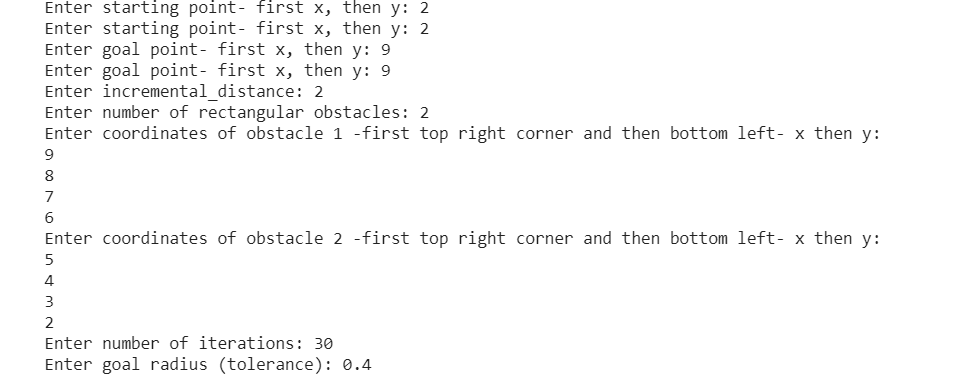 Enter starting point- first x, then y: 2
Enter starting point- first x, then y: 2
Enter goal point- first x, then y: 9
Enter goal point- first x, then y: 9
Enter incremental_distance: 2
Enter number of rectangular obstacles: 2
Enter coordinates of obstacle 1 -first top right corner and then bottom left- x then y:
9
8
7
6
Enter coordinates of obstacle 2 -first top right corner and then bottom left- x then y:
5
4
3
2
Enter number of iterations: 30
Enter goal radius (tolerance): 0.4